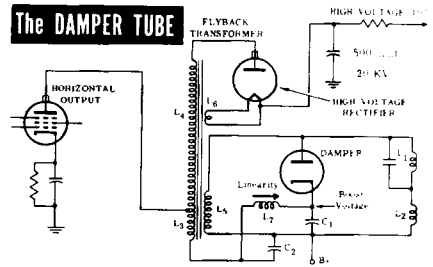 The DAMPER TUBE
FLYBACK
TRANSFORMER
HIGH VOLTAGE
500
20 KV
HORIZONTAL
OUTPUT
L4
L6
HIGH VOLTAGE
RECTIFIER
DAMPER
L1
Linearity
Boost
Voltage
L3
L5
L7
C1
L2
C2
B+